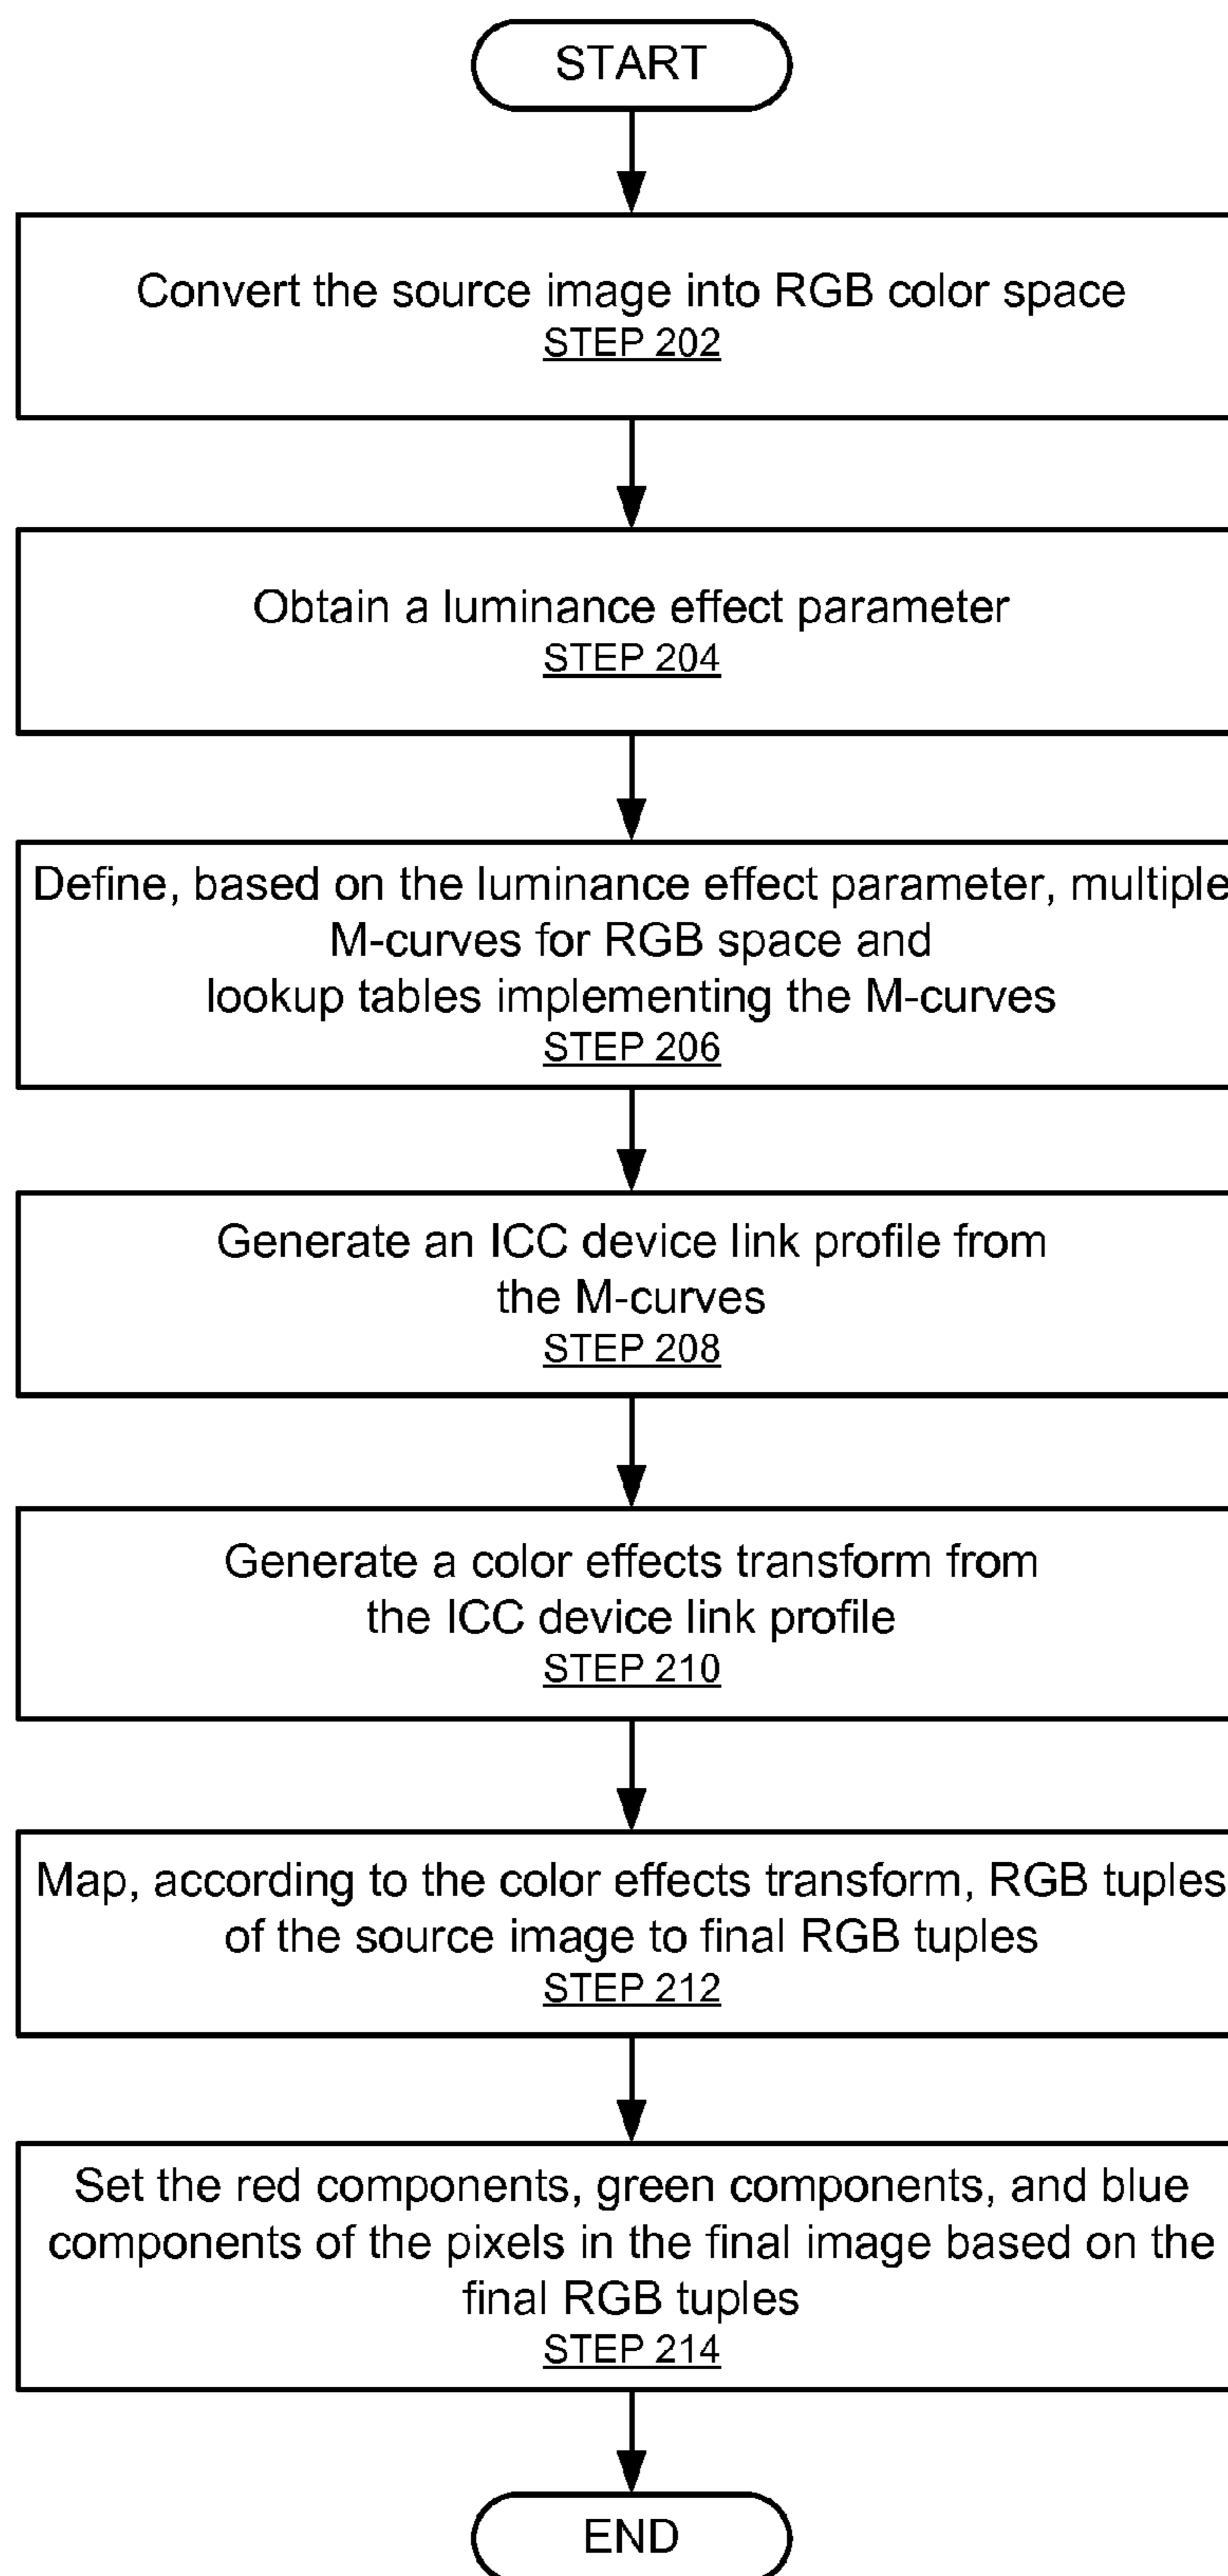 START
Convert the source image into RGB color space
STEP 202
Obtain a luminance effect parameter
STEP 204
Define, based on the luminance effect parameter, multiple
M-curves for RGB space and
lookup tables implementing the M-curves
STEP 206
Generate an ICC device link profile from
the M-curves
STEP 208
Generate a color effects transform from
the ICC device link profile
STEP 210
Map, according to the color effects transform, RGB tuples
of the source image to final RGB tuples
STEP 212
Set the red components, green components, and blue
components of the pixels in the final image based on the
final RGB tuples
STEP 214
END